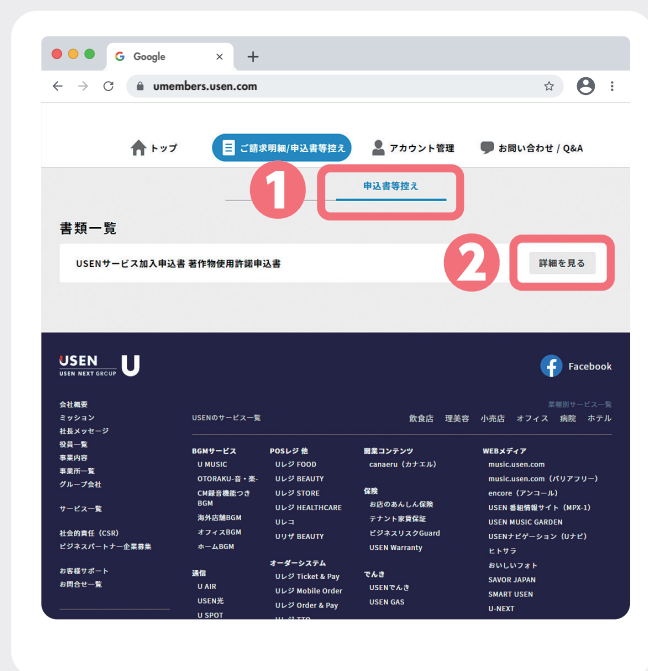 Google
umembers.usen.com
トップ
ご請求明細/申込書等控え
アカウント管理
お問い合わせ / Q&A
1
申込書等控え
書類一覧
USENサービス加入申込書 著作物使用許諾申込書
2
詳細を見る
USEN
USEN NEXT GROUP
U
Facebook
会社概要
ミッション
社長メッセージ
役員一覧
事業内容
事業所一覧
グループ会社
サービス一覧
社会的責任（CSR）
ビジネスパートナー企業募集
お客様サポート
お問合せ一覧
業種別サービス一覧
USENのサービス一覧
飲食店 理美容 小売店 オフィス 病院 ホテル
BGMサービス
U MUSIC
OTORAKU-音・楽-
CM録音機能つき
BGM
海外店舗BGM
オフィスBGM
ホームBGM
通信
U AIR
USEN光
U SPOT
POSレジ 他
Uレジ FOOD
Uレジ BEAUTY
Uレジ STORE
Uレジ HEALTHCARE
Uレコ
Uリザ BEAUTY
オーダーシステム
Uレジ Ticket & Pay
Uレジ Mobile Order
Uレジ Order & Pay
Uレジ TTO
開業コンテンツ
canaeru（カナエル）
保険
お店のあんしん保険
テナント家賃保証
ビジネスリスクGuard
USEN Warranty
でんき
USENでんき
USEN GAS
WEBメディア
music.usen.com
music.usen.com（バリアフリー）
encore（アンコール）
USEN 番組情報サイト（MPX-1）
USEN MUSIC GARDEN
USENナビゲーション（Uナビ）
ヒトサラ
おいしいフォト
SAVOR JAPAN
SMART USEN
U-NEXT